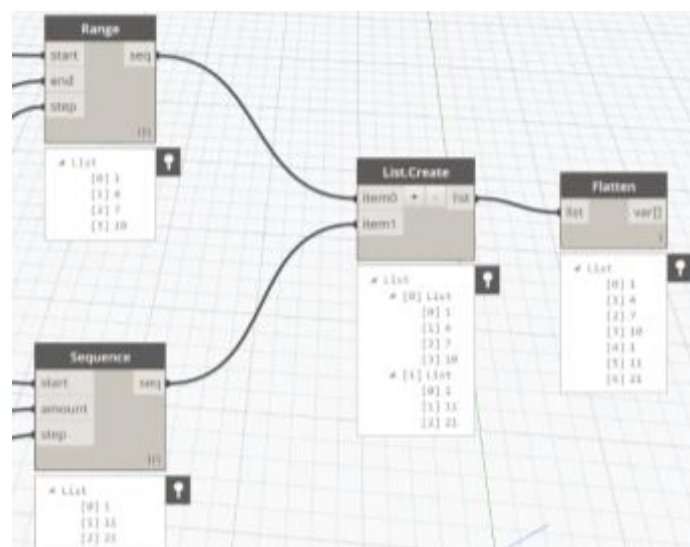 Range
start seq
end
step
List
[0] 1
[1] 4
[2] 7
[3] 10
List.Create
item0 + - list
item1
List
[0] List
[0] 1
[1] 4
[2] 7
[3] 10
[1] List
[0] 1
[1] 11
[2] 21
Flatten
list var[]
List
[0] 1
[1] 4
[2] 7
[3] 10
[4] 1
[5] 11
[6] 21
Sequence
start seq
amount
step
List
[0] 1
[1] 11
[2] 21